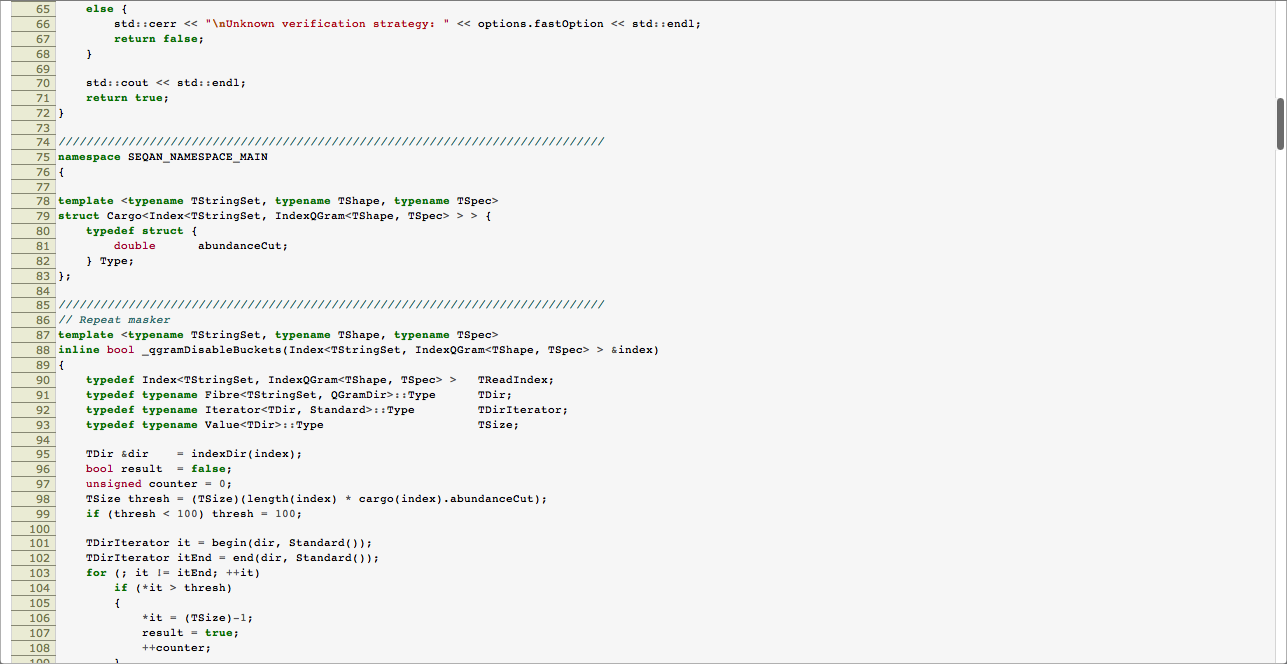 65 else {
66 std::cerr << "\nUnknown verification strategy: " << options.fastOption << std::endl;
67 return false;
68 }
69
70 std::cout << std::endl;
71 return true;
72 }
73
74 //////////////////////////////////////////////////////////////////////////////
75 namespace SEQAN_NAMESPACE_MAIN
76 {
77
78 template <typename TStringSet, typename TShape, typename TSpec>
79 struct Cargo<Index<TStringSet, IndexQGram<TShape, TSpec> > > {
80 typedef struct {
81 double abundanceCut;
82 } Type;
83 };
84
85 //////////////////////////////////////////////////////////////////////////////
86 // Repeat masker
87 template <typename TStringSet, typename TShape, typename TSpec>
88 inline bool _qgramDisableBuckets(Index<TStringSet, IndexQGram<TShape, TSpec> > &index)
89 {
90 typedef Index<TStringSet, IndexQGram<TShape, TSpec> > TReadIndex;
91 typedef typename Fibre<TStringSet, QGramDir>::Type TDir;
92 typedef typename Iterator<TDir, Standard>::Type TDirIterator;
93 typedef typename Value<TDir>::Type TSize;
94
95 TDir &dir = indexDir(index);
96 bool result = false;
97 unsigned counter = 0;
98 TSize thresh = (TSize)(length(index) * cargo(index).abundanceCut);
99 if (thresh < 100) thresh = 100;
100
101 TDirIterator it = begin(dir, Standard());
102 TDirIterator itEnd = end(dir, Standard());
103 for (; it != itEnd; ++it)
104 if (*it > thresh)
105 {
106 *it = (TSize)-1;
107 result = true;
108 ++counter;
109 }